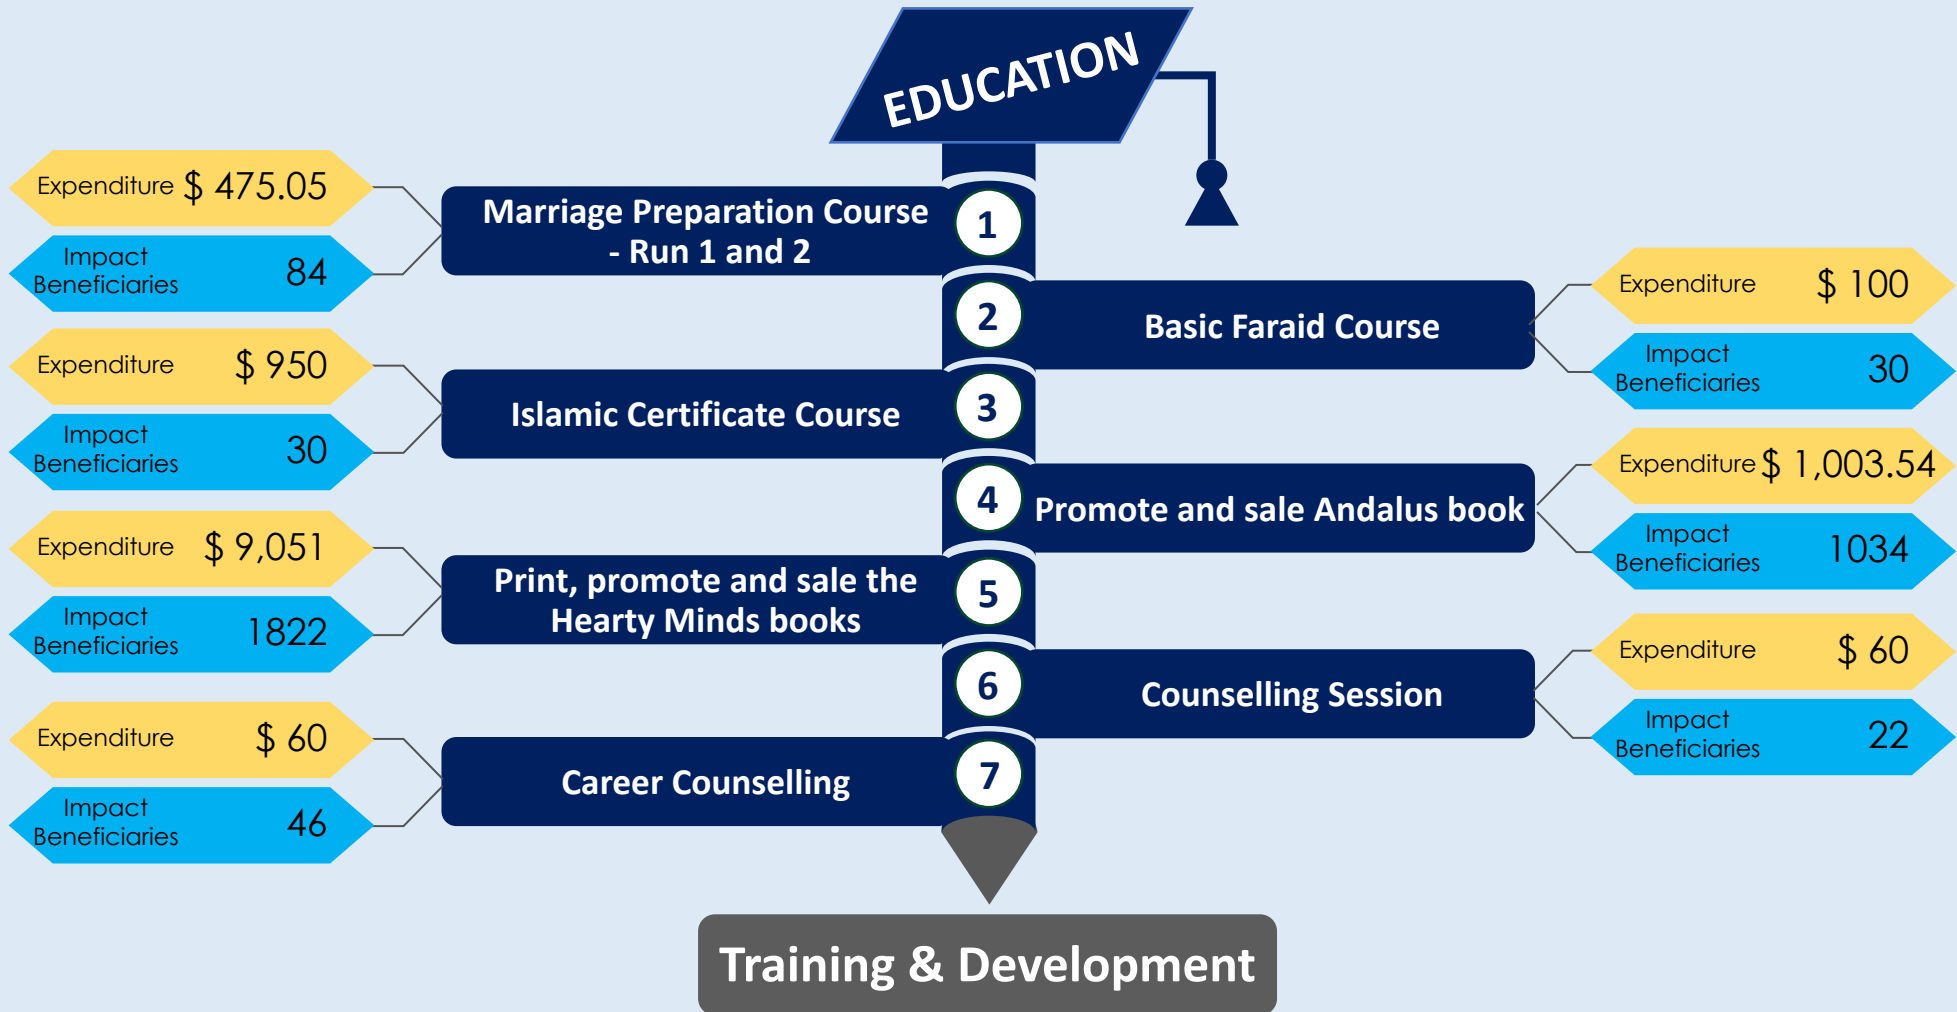 EDUCATION
Expenditure $ 475.05
Impact
Beneficiaries 84
Marriage Preparation Course
- Run 1 and 2
1
2
Basic Faraid Course
Expenditure $ 100
Impact
Beneficiaries 30
Expenditure $ 950
Impact
Beneficiaries 30
Islamic Certificate Course
3
4
Promote and sale Andalus book
Expenditure $ 1,003.54
Impact
Beneficiaries 1034
Expenditure $ 9,051
Impact
Beneficiaries 1822
Print, promote and sale the
Hearty Minds books
5
6
Counselling Session
Expenditure $ 60
Impact
Beneficiaries 22
Expenditure $ 60
Impact
Beneficiaries 46
Career Counselling
7
Training & Development